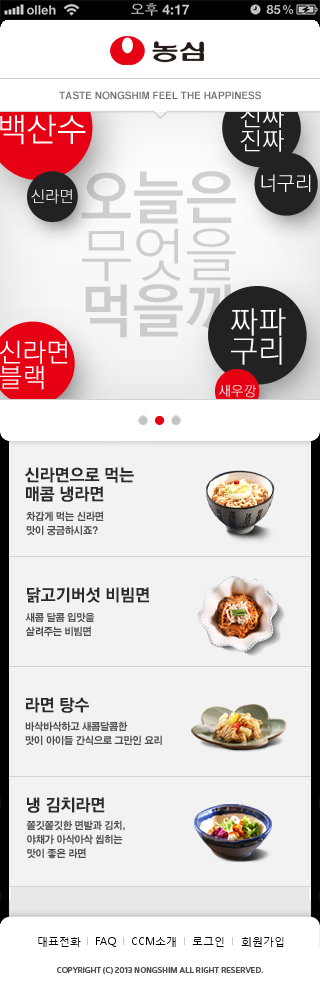 olleh 오후 4:17 85%
농심
TASTE NONGSHIM FEEL THE HAPPINESS
백산수
진짜
진짜
신라면
너구리
오늘은
무엇을
먹을까
짜파
구리
신라면
블랙
새우깡
신라면으로 먹는
매콤 냉라면
차갑게 먹는 신라면
맛이 궁금하시죠?
닭고기버섯 비빔면
새콤 달콤 입맛을
살려주는 비빔면
라면 탕수
바삭바삭하고 새콤달콤한
맛이 아이들 간식으로 그만인 요리
냉 김치라면
쫄깃쫄깃한 면발과 김치,
야채가 아삭아삭 씹히는
맛이 좋은 라면
대표전화 | FAQ | CCM소개 | 로그인 | 회원가입
COPYRIGHT (C) 2013 NONGSHIM ALL RIGHT RESERVED.